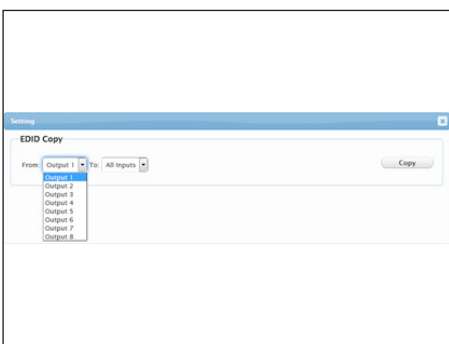 Setting
EDID Copy
From: Output 1 To: All Inputs Copy
Output 1
Output 2
Output 3
Output 4
Output 5
Output 6
Output 7
Output 8